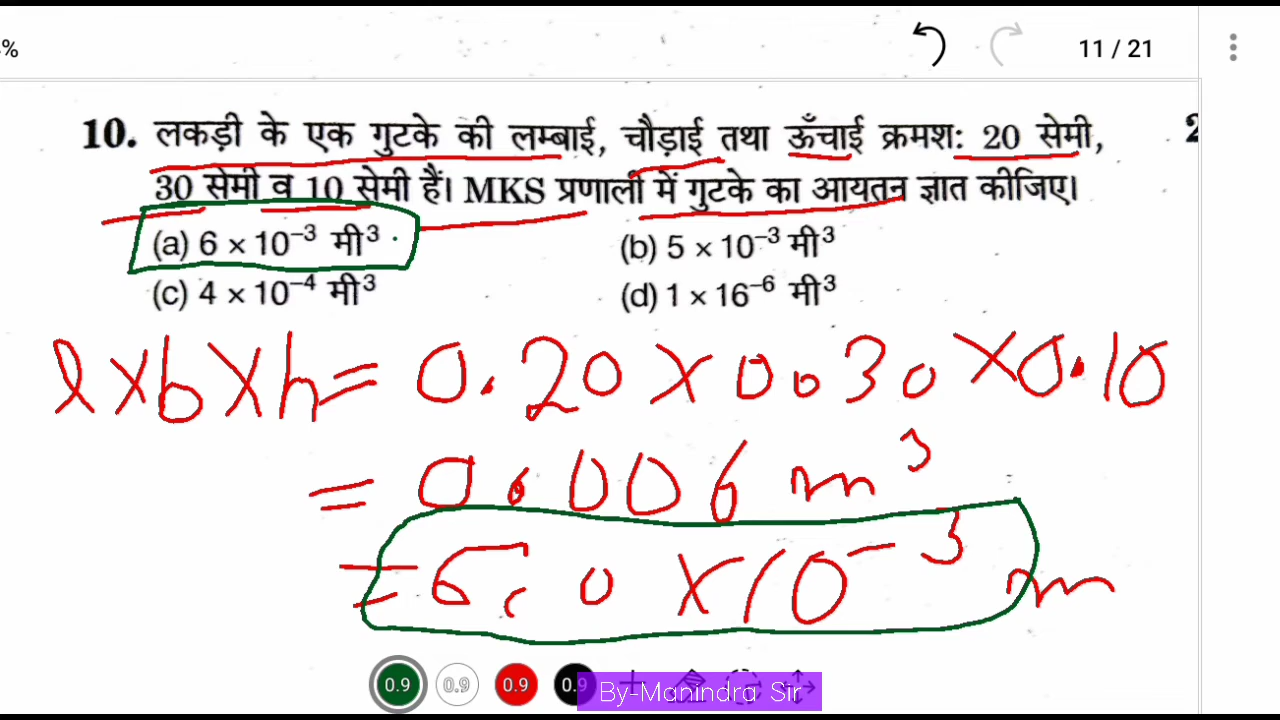 %
11 / 21
10. लकड़ी के एक गुटके की लम्बाई, चौड़ाई तथा ऊँचाई क्रमश: 20 सेमी,
30 सेमी व 10 सेमी हैं। MKS प्रणाली में गुटके का आयतन ज्ञात कीजिए।
(a) 6 × 10⁻³ मी³ (b) 5 × 10⁻³ मी³
(c) 4 × 10⁻⁴ मी³ (d) 1 × 16⁻⁶ मी³
l×b×h = 0.20 × 0.30 × 0.10
= 0.006 m³
= 6.0 × 10⁻³ m
0.9 0.9 0.9 0.9
By-Manindra Sir